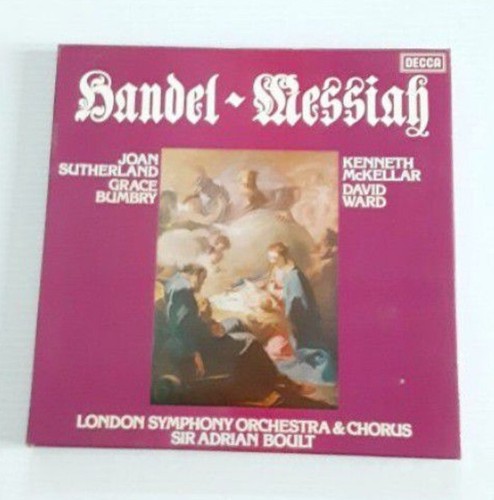 DECCA
Handel ~ Messiah
JOAN
SUTHERLAND
GRACE
BUMBRY
KENNETH
McKELLAR
DAVID
WARD
LONDON SYMPHONY ORCHESTRA & CHORUS
SIR ADRIAN BOULT